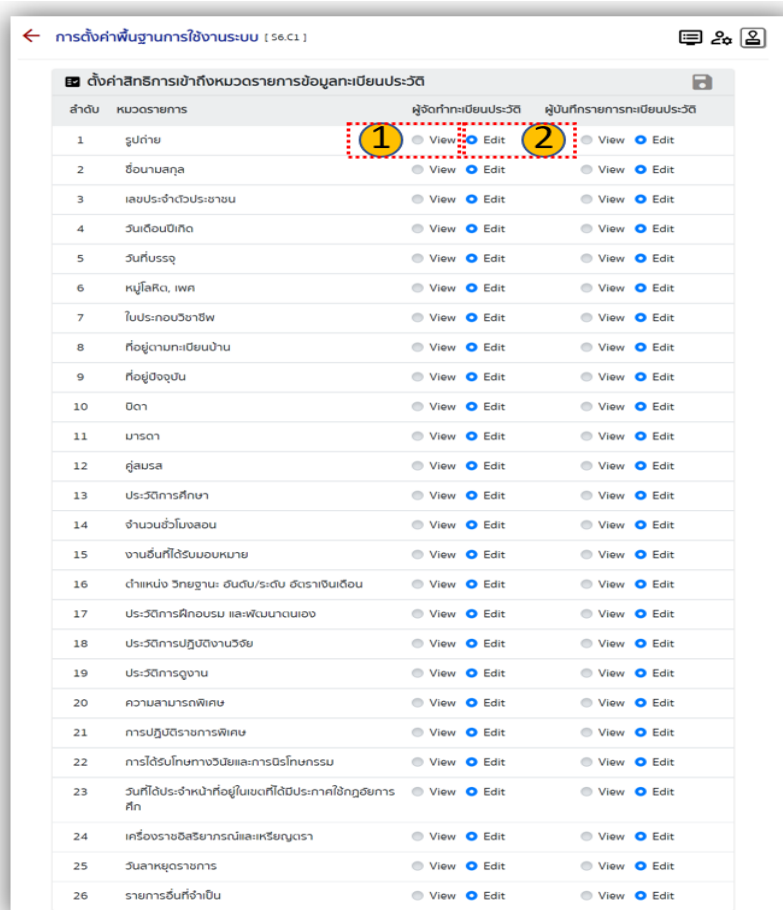 การตั้งค่าพื้นฐานการใช้งานระบบ [ S6.C1 ]
ตั้งค่าสิทธิการเข้าถึงหมวดรายการข้อมูลทะเบียนประวัติ
ลำดับ หมวดรายการ ผู้จัดทำทะเบียนประวัติ ผู้บันทึกรายการทะเบียนประวัติ
1 รูปถ่าย 1 View Edit 2 View Edit
2 ชื่อนามสกุล View Edit View Edit
3 เลขประจำตัวประชาชน View Edit View Edit
4 วันเดือนปีเกิด View Edit View Edit
5 วันที่บรรจุ View Edit View Edit
6 หมู่โลหิต, เพศ View Edit View Edit
7 ใบประกอบวิชาชีพ View Edit View Edit
8 ที่อยู่ตามทะเบียนบ้าน View Edit View Edit
9 ที่อยู่ปัจจุบัน View Edit View Edit
10 บิดา View Edit View Edit
11 มารดา View Edit View Edit
12 คู่สมรส View Edit View Edit
13 ประวัติการศึกษา View Edit View Edit
14 จำนวนชั่วโมงสอน View Edit View Edit
15 งานอื่นที่ได้รับมอบหมาย View Edit View Edit
16 ตำแหน่ง วิทยฐานะ อันดับ/ระดับ อัตราเงินเดือน View Edit View Edit
17 ประวัติการฝึกอบรม และพัฒนาตนเอง View Edit View Edit
18 ประวัติการปฏิบัติงานวิจัย View Edit View Edit
19 ประวัติการดูงาน View Edit View Edit
20 ความสามารถพิเศษ View Edit View Edit
21 การปฏิบัติราชการพิเศษ View Edit View Edit
22 การได้รับโทษทางวินัยและการนิรโทษกรรม View Edit View Edit
23 วันที่ได้ประจำหน้าที่อยู่ในเขตที่ได้มีประกาศใช้กฎอัยการ View Edit View Edit
ศึก
24 เครื่องราชอิสริยาภรณ์และเหรียญตรา View Edit View Edit
25 วันลาหยุดราชการ View Edit View Edit
26 รายการอื่นที่จำเป็น View Edit View Edit